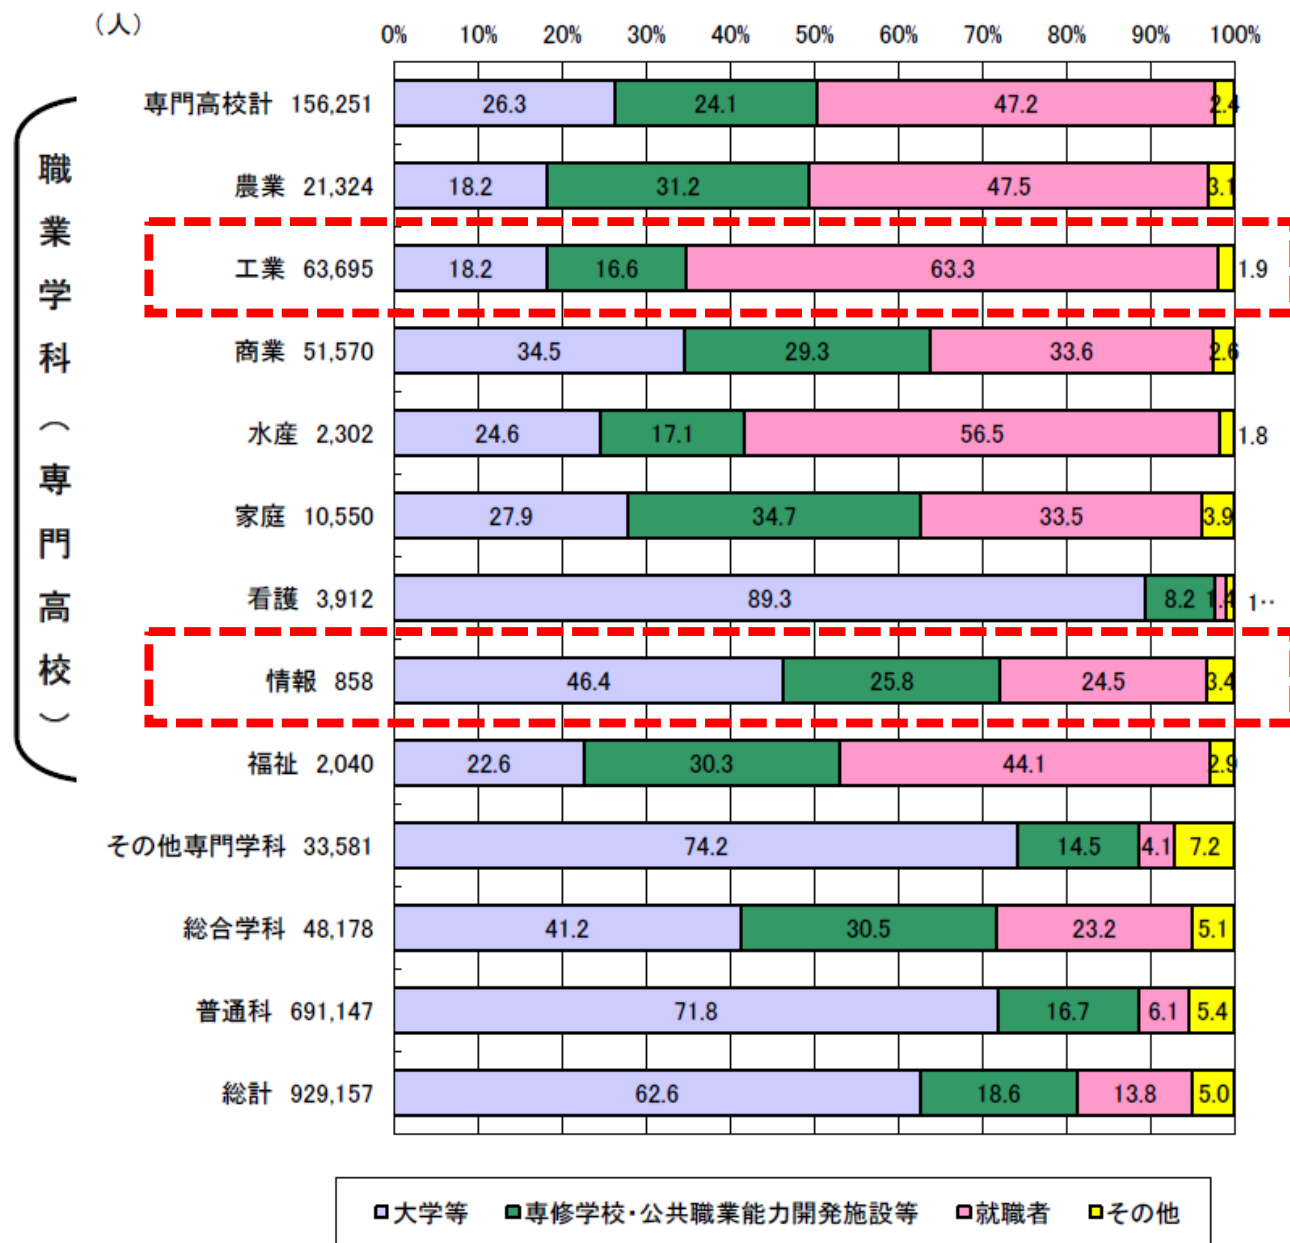 (人)
0% 10% 20% 30% 40% 50% 60% 70% 80% 90% 100%
職業学科(専門高校)
専門高校計 156,251 26.3 24.1 47.2 2.4
農業 21,324 18.2 31.2 47.5 3.1
工業 63,695 18.2 16.6 63.3 1.9
商業 51,570 34.5 29.3 33.6 2.6
水産 2,302 24.6 17.1 56.5 1.8
家庭 10,550 27.9 34.7 33.5 3.9
看護 3,912 89.3 8.2 1.4 1‥
情報 858 46.4 25.8 24.5 3.4
福祉 2,040 22.6 30.3 44.1 2.9
その他専門学科 33,581 74.2 14.5 4.1 7.2
総合学科 48,178 41.2 30.5 23.2 5.1
普通科 691,147 71.8 16.7 6.1 5.4
総計 929,157 62.6 18.6 13.8 5.0
大学等 専修学校・公共職業能力開発施設等 就職者 その他